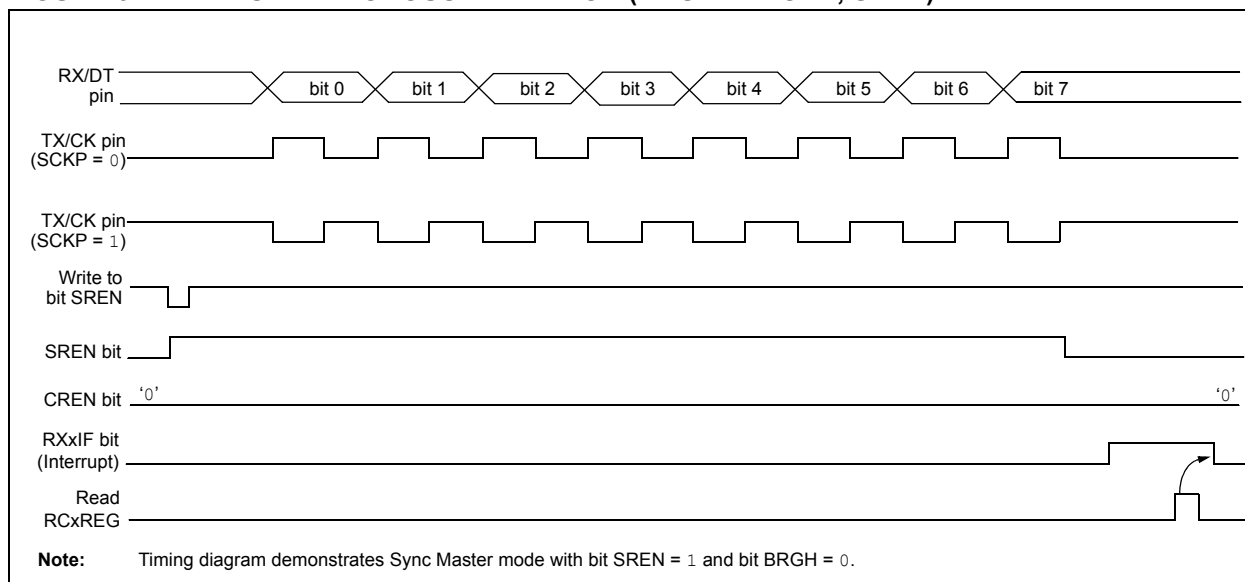 RX/DT
pin
bit 0
bit 1
bit 2
bit 3
bit 4
bit 5
bit 6
bit 7
TX/CK pin
(SCKP = 0)
TX/CK pin
(SCKP = 1)
Write to
bit SREN
SREN bit
CREN bit
‘0’
‘0’
RXxIF bit
(Interrupt)
Read
RCxREG
Note: Timing diagram demonstrates Sync Master mode with bit SREN = 1 and bit BRGH = 0.